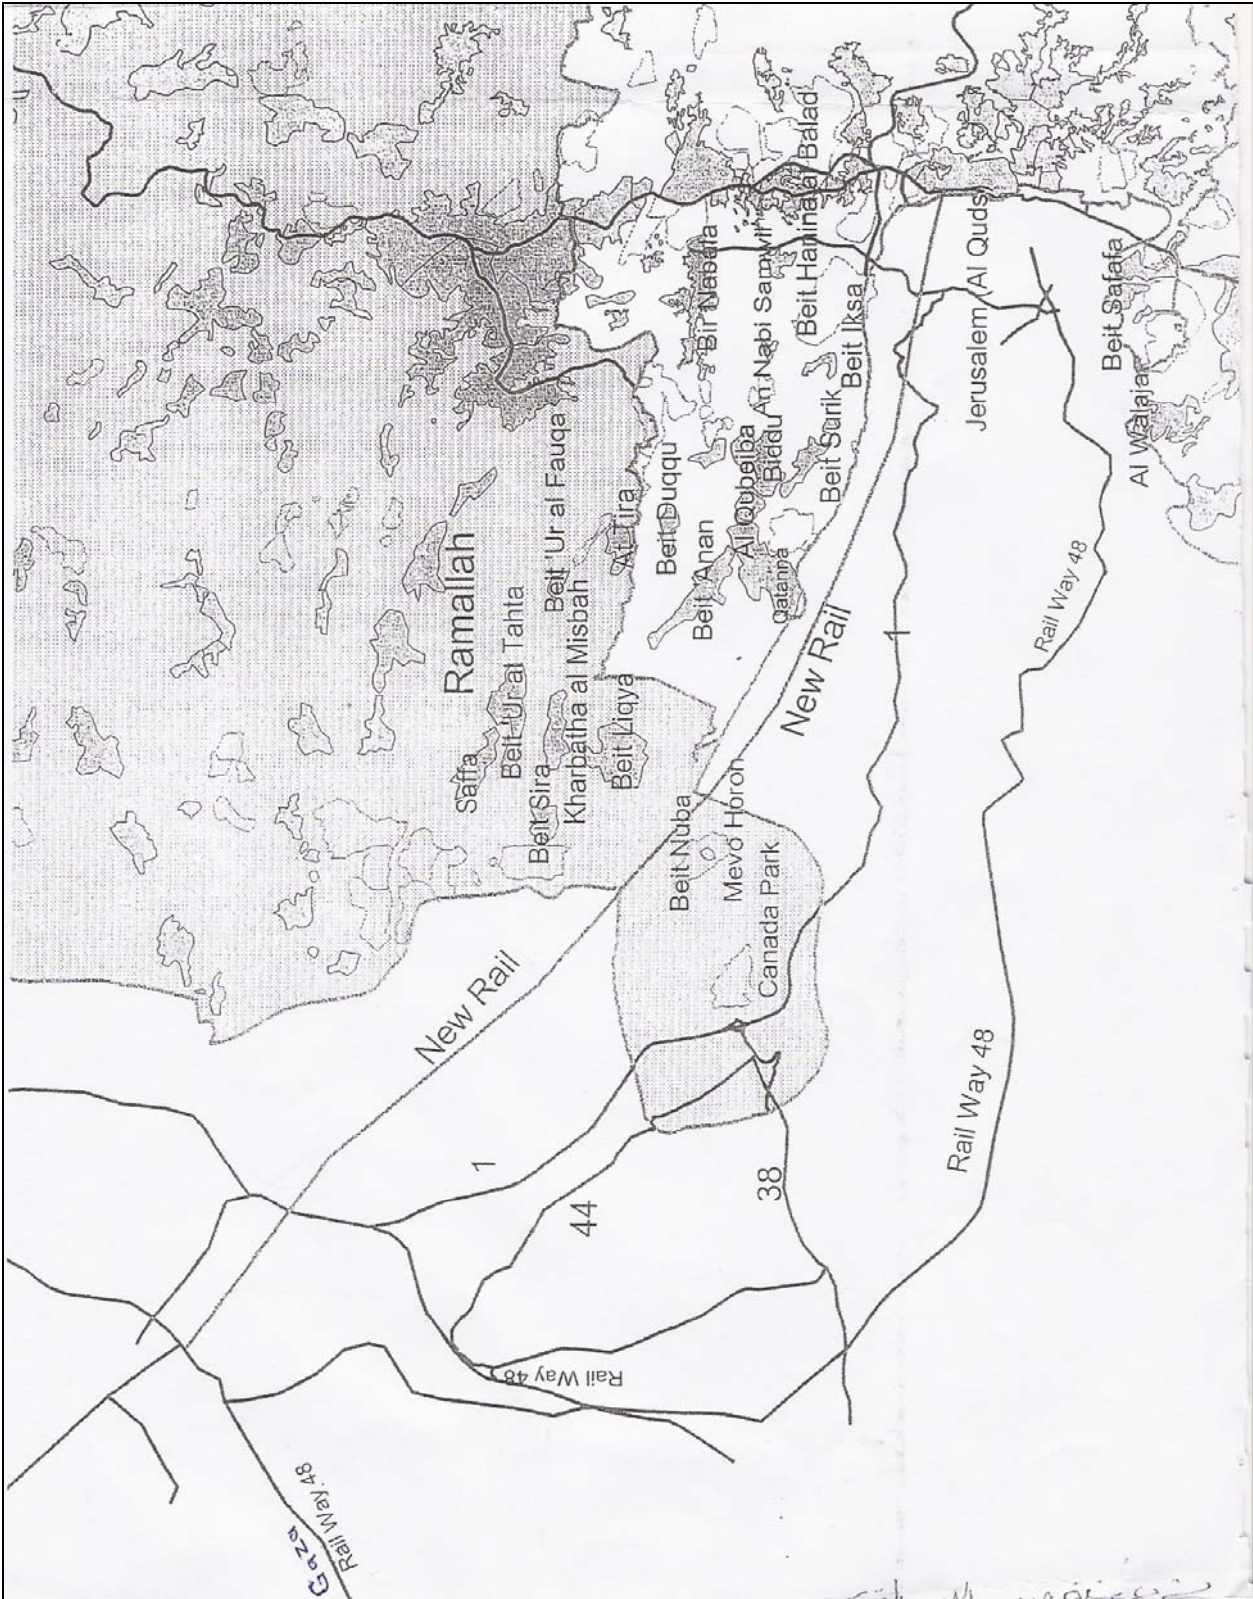 Ramallah
Saffa
Beit 'Ur al Tahta
Beit Sira
Beit 'Ur al Fauqa
Kharbatha al Misbah
Beit Liqya
At Tira
Beit Duqqu
Beit Anan
Al Qubeiba
Biddu
Qatanna
Bir Nabala
An Nabi Samwil
Beit Hanina al Balad
Beit Surik
Beit Iksa
Beit Nuba
Mevo Horon
Canada Park
New Rail
New Rail
1
1
44
38
Jerusalem (Al Quds
Beit Safafa
Al Walaja
Rail Way 48
Rail Way 48
Rail Way 48
Rail Way.48
Gaza